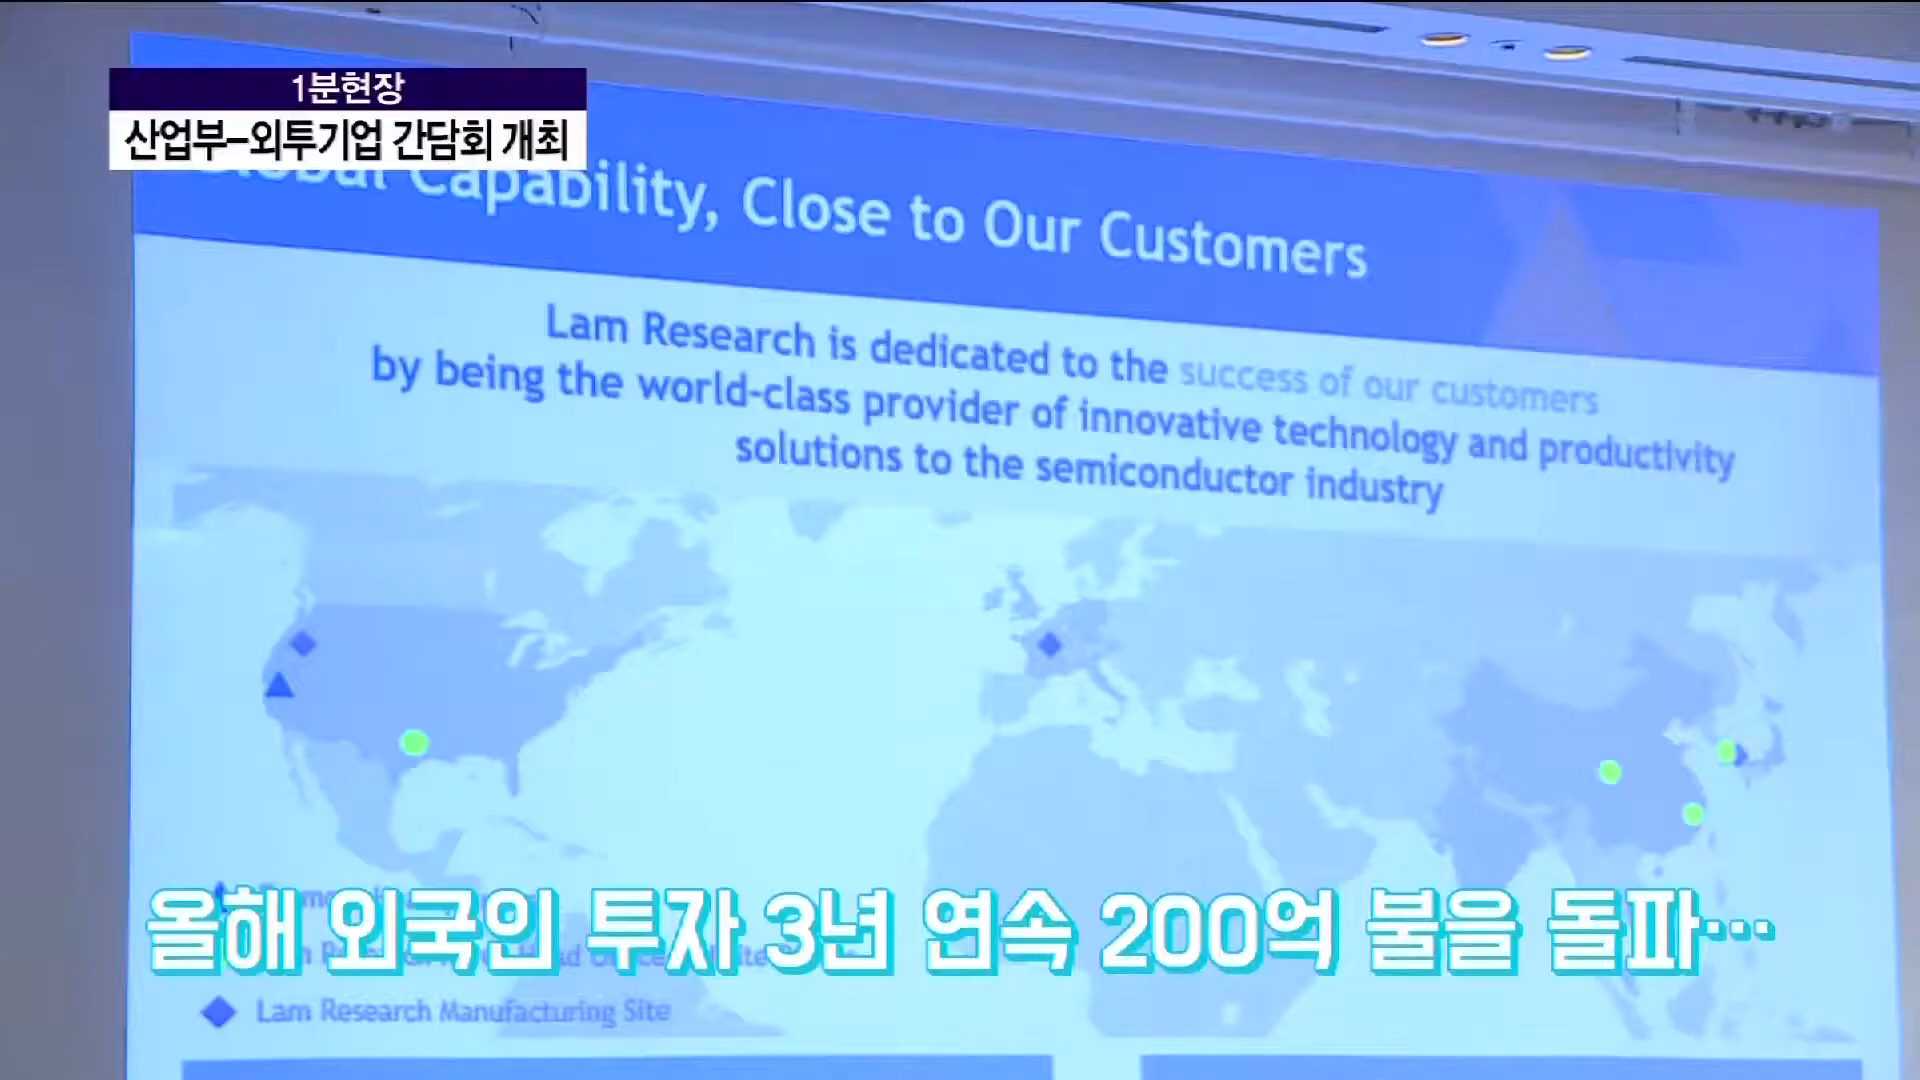 1분현장
산업부-외투기업 간담회 개최
Global Capability, Close to Our Customers
Lam Research is dedicated to the success of our customers
by being the world-class provider of innovative technology and productivity
solutions to the semiconductor industry
올해 외국인 투자 3년 연속 200억 불을 돌파…
Lam Research Manufacturing Site